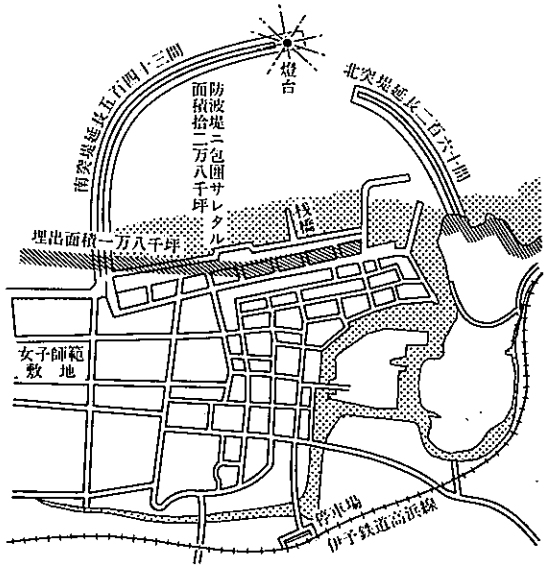 燈台
南突堤延長五百四十三間
北突堤延長二百六十間
防波堤ニ包囲サレタル
面積拾二万八千坪
桟橋
埋出面積一万八千坪
女子師範
敷地
停車場
伊予鉄道高浜線